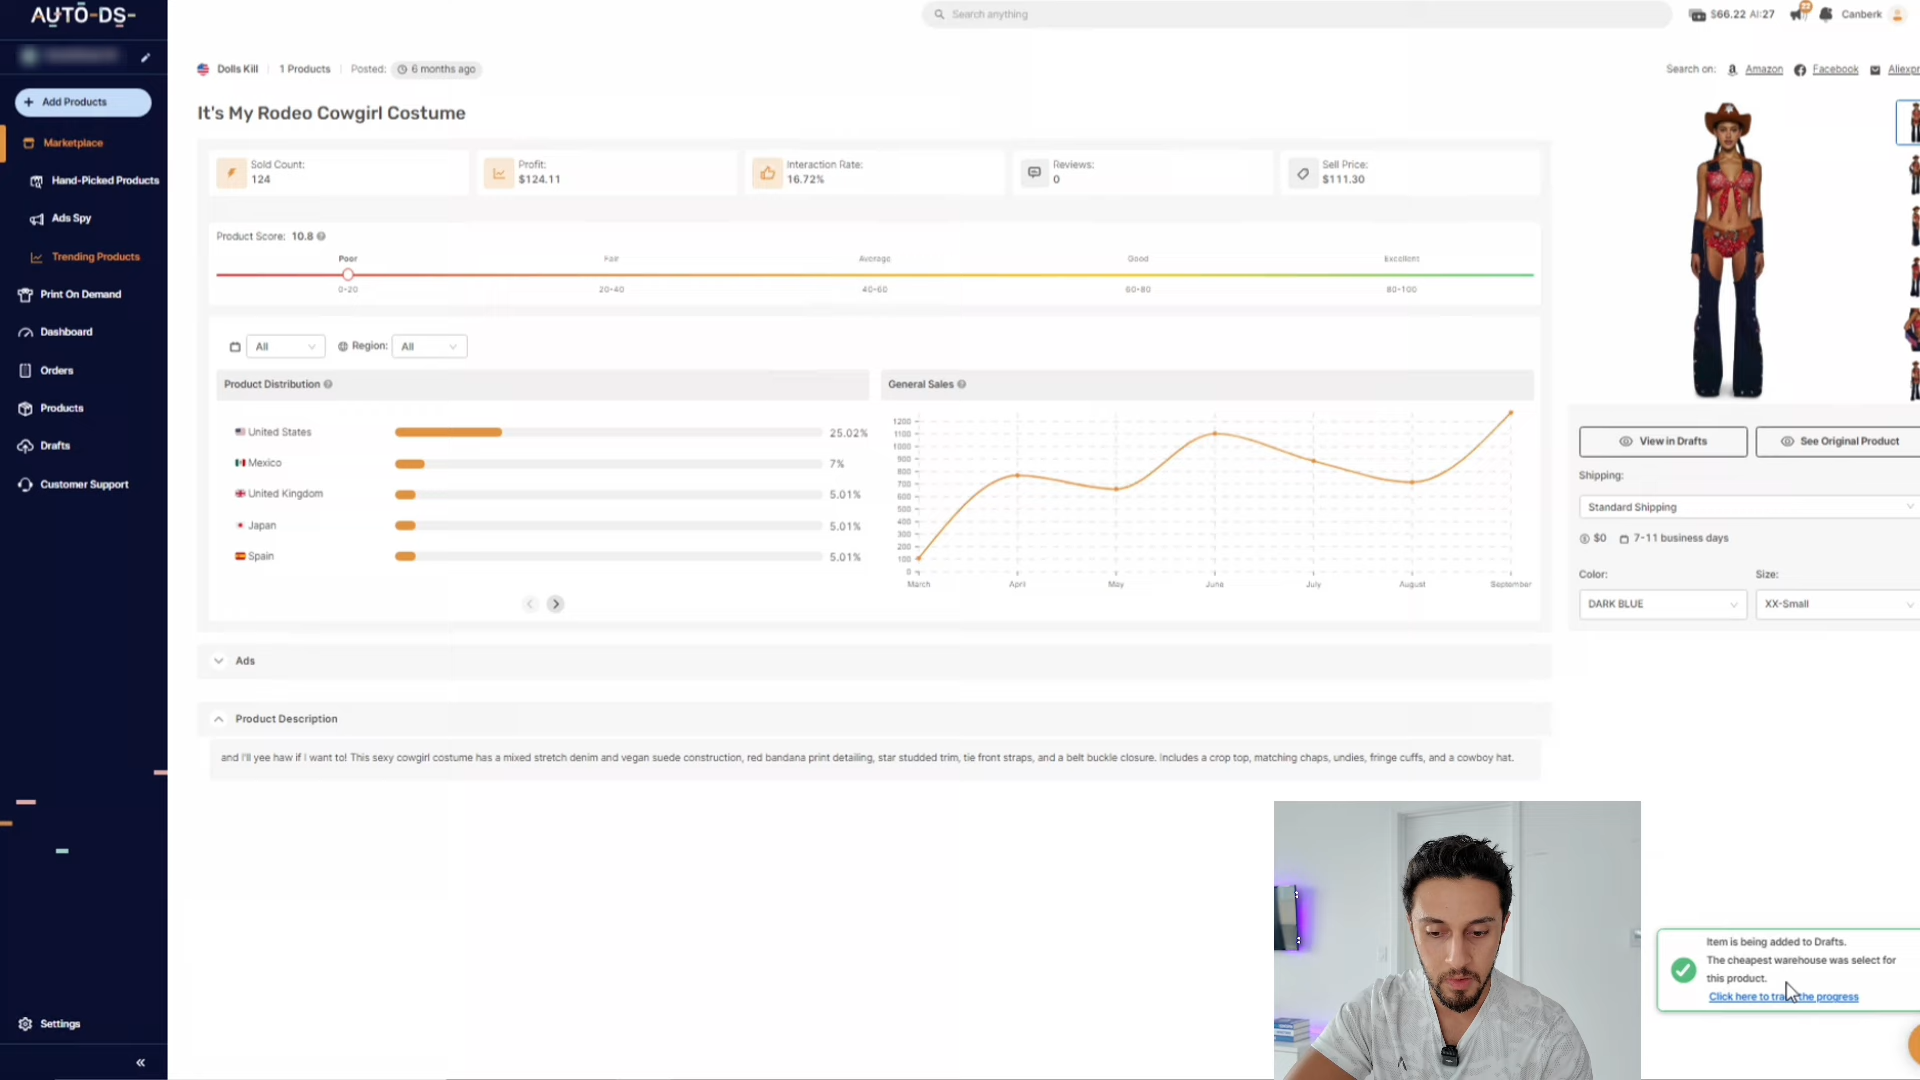 AUTO-DS-
Search anything
$66.22 AI:27
22
Canberk
Add Products
Marketplace
Hand-Picked Products
Ads Spy
Trending Products
Print On Demand
Dashboard
Orders
Products
Drafts
Customer Support
Settings
Dolls Kill
1 Products
Posted:
6 months ago
Search on:
Amazon
Facebook
Aliexpr
It's My Rodeo Cowgirl Costume
Sold Count:
124
Profit:
$124.11
Interaction Rate:
16.72%
Reviews:
0
Sell Price:
$111.30
Product Score: 10.8
Poor
Fair
Average
Good
Excellent
0-20
20-40
40-60
60-80
80-100
All
Region:
All
Product Distribution
United States
25.02%
Mexico
7%
United Kingdom
5.01%
Japan
5.01%
Spain
5.01%
General Sales
1200
1100
1000
900
800
700
600
500
400
300
200
100
0
March
April
May
June
July
August
September
View in Drafts
See Original Product
Shipping:
Standard Shipping
$0
7-11 business days
Color:
Size:
DARK BLUE
XX-Small
Ads
Product Description
and I'll yee haw if I want to! This sexy cowgirl costume has a mixed stretch denim and vegan suede construction, red bandana print detailing, star studded trim, tie front straps, and a belt buckle closure. Includes a crop top, matching chaps, undies, fringe cuffs, and a cowboy hat.
Item is being added to Drafts.
The cheapest warehouse was select for
this product.
Click here to track the progress